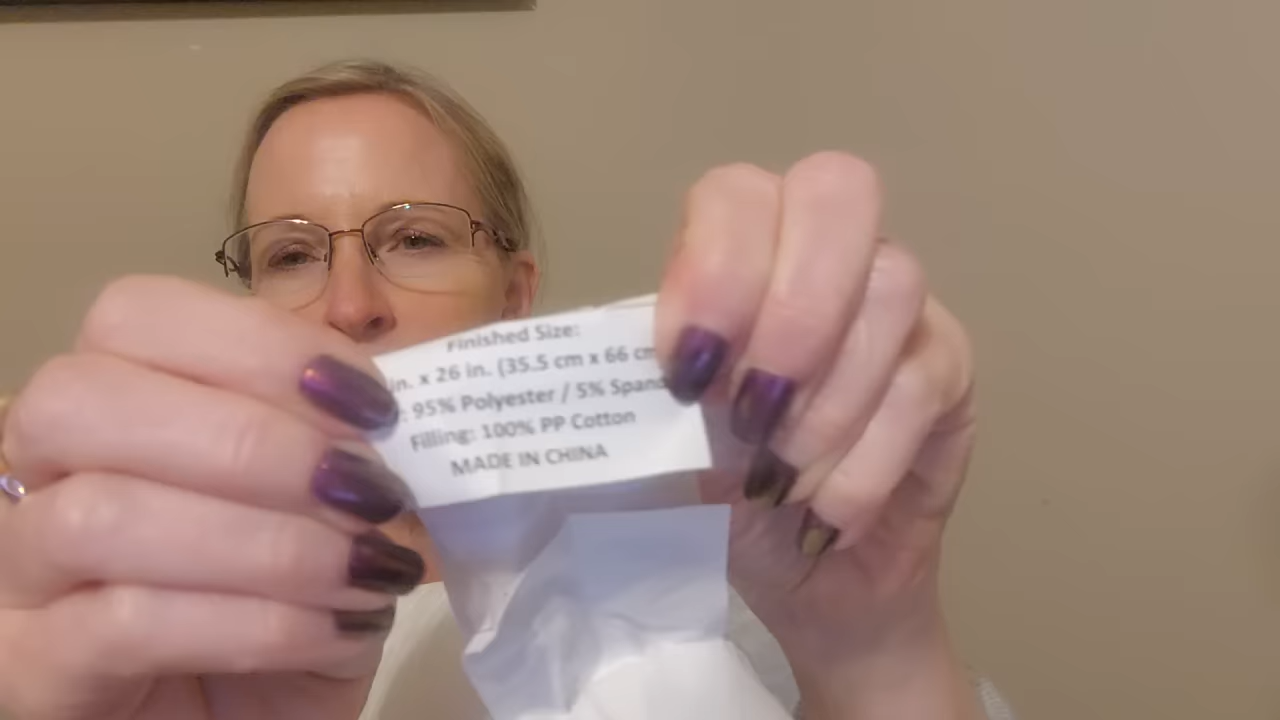 Finished Size:
in. x 26 in. (35.5 cm x 66 cm
: 95% Polyester / 5% Spand
Filling: 100% PP Cotton
MADE IN CHINA